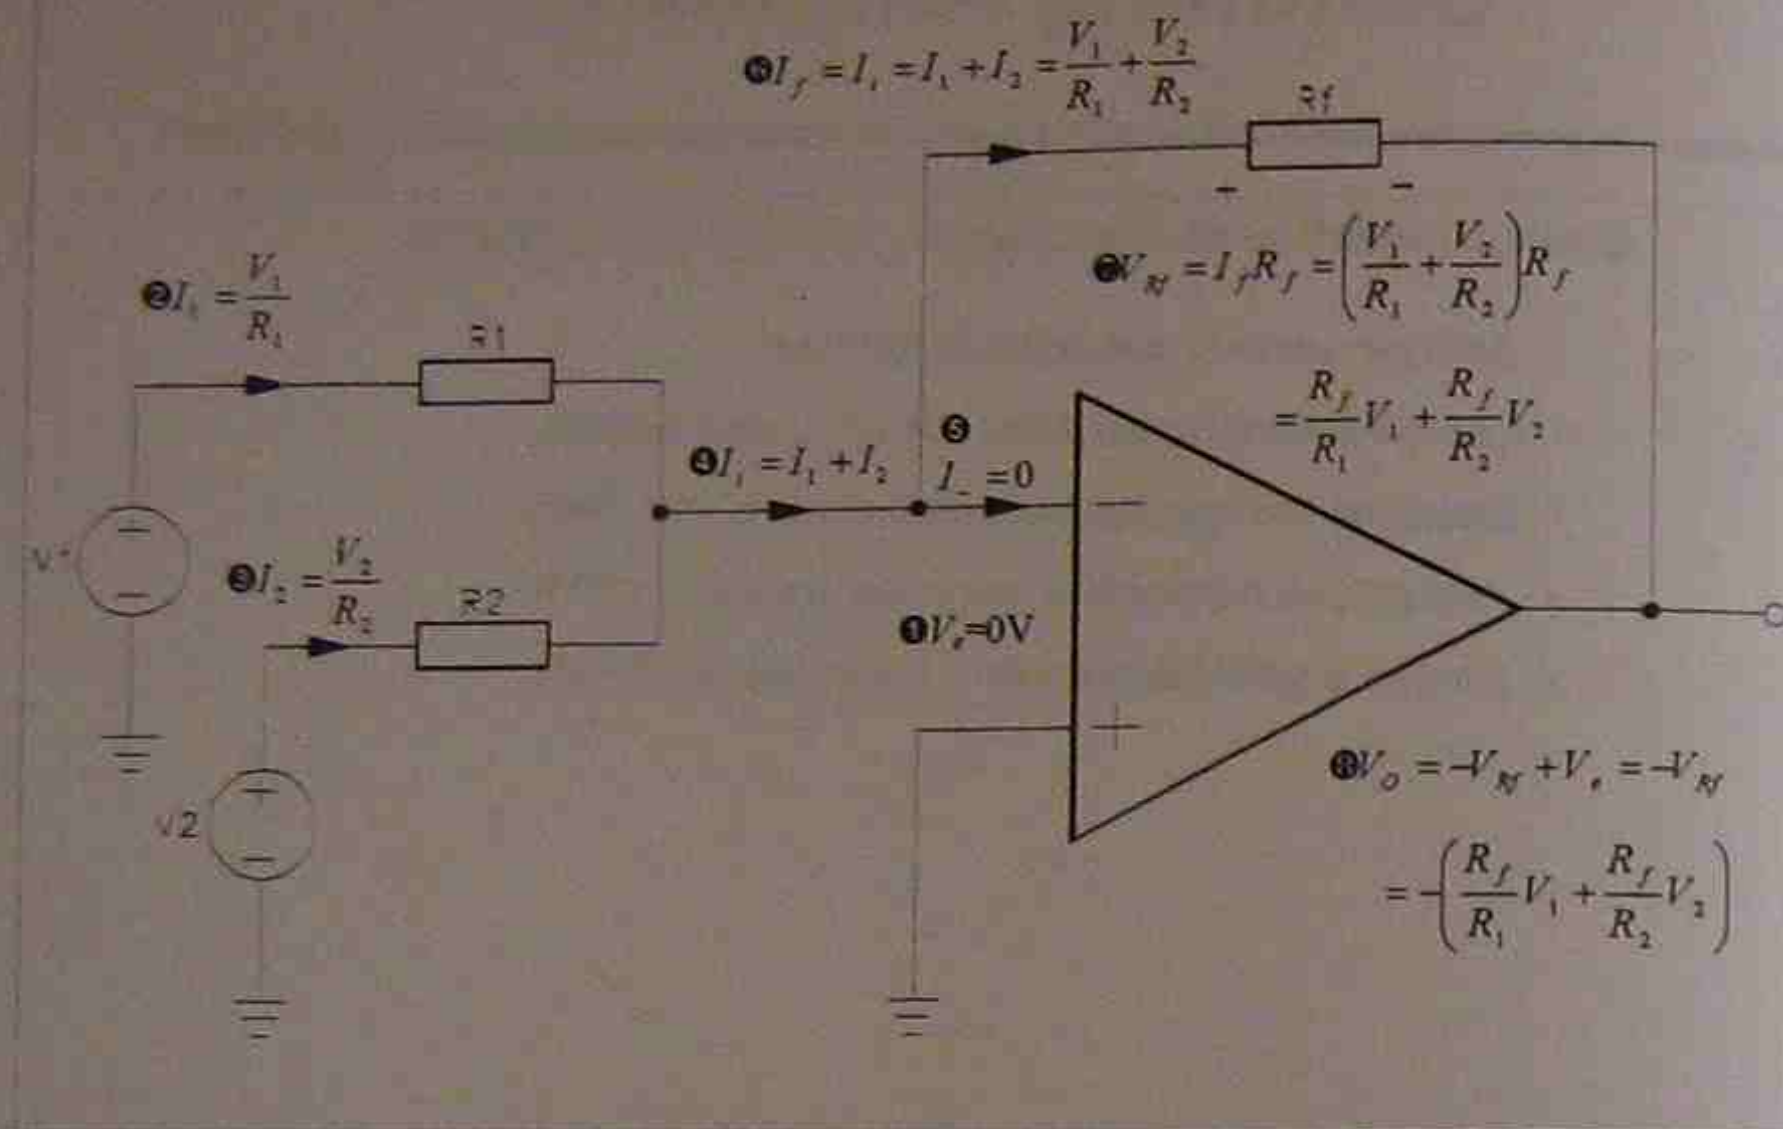 ❻I_f = I_i = I_1 + I_2 = V_1/R_1 + V_2/R_2
Rf
+ −
❼V_Rf = I_f R_f = (V_1/R_1 + V_2/R_2)R_f
= R_f/R_1 V_1 + R_f/R_2 V_2
❷I_1 = V_1/R_1
R1
❹I_i = I_1 + I_2
❺
I_- = 0
−
+
−
❸I_2 = V_2/R_2
R2
❶V_e=0V
+
V2
+
−
❽V_O = -V_Rf + V_e = -V_Rf
= -(R_f/R_1 V_1 + R_f/R_2 V_2)